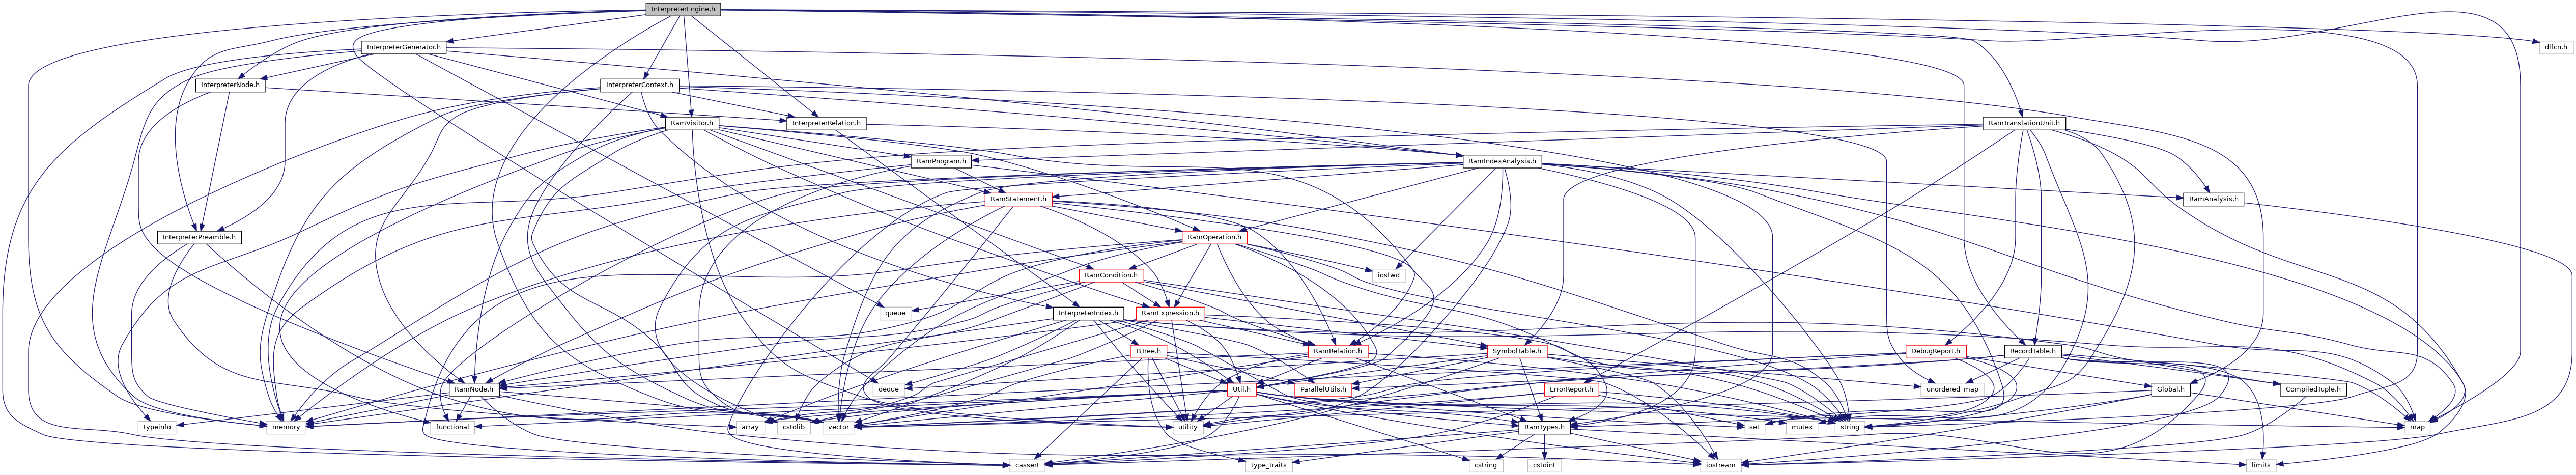 InterpreterEngine.h
InterpreterGenerator.h
dlfcn.h
InterpreterNode.h
InterpreterContext.h
RamVisitor.h
InterpreterRelation.h
RamTranslationUnit.h
RamProgram.h
RamIndexAnalysis.h
RamStatement.h
RamAnalysis.h
InterpreterPreamble.h
RamOperation.h
RamCondition.h
iosfwd
queue
InterpreterIndex.h
RamExpression.h
BTree.h
RamRelation.h
SymbolTable.h
DebugReport.h
RecordTable.h
RamNode.h
deque
Util.h
ParallelUtils.h
ErrorReport.h
unordered_map
Global.h
CompiledTuple.h
typeinfo
memory
functional
array
cstdlib
vector
utility
RamTypes.h
set
mutex
string
map
cassert
type_traits
cstring
cstdint
iostream
limits